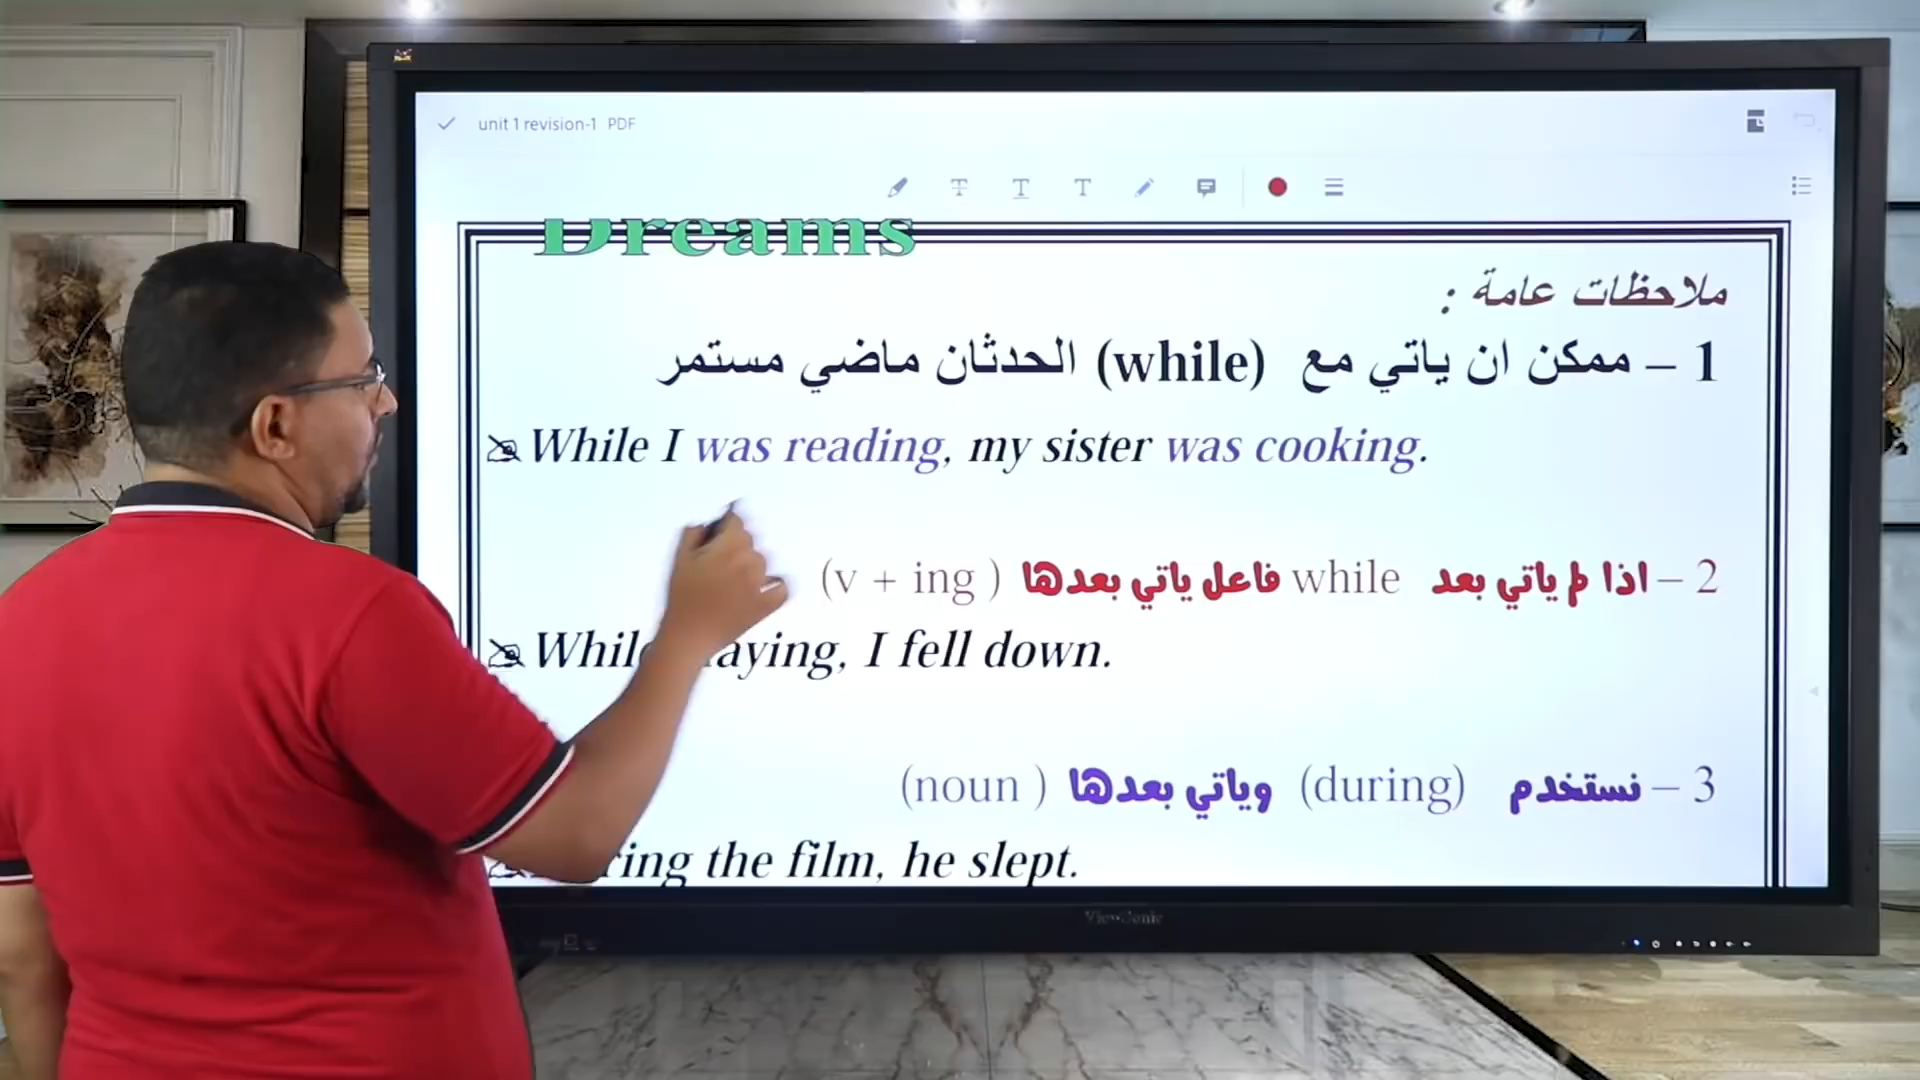 unit 1 revision-1 PDF
Dreams
ملاحظات عامة :
1 – ممكن ان ياتي مع (while) الحدثان ماضي مستمر
While I was reading, my sister was cooking.
2 – اذا لم ياتي بعد while فاعل ياتي بعدها (v + ing )
I fell down.
3 – نستخدم (during) وياتي بعدها (noun )
the film, he slept.
ViewSonic